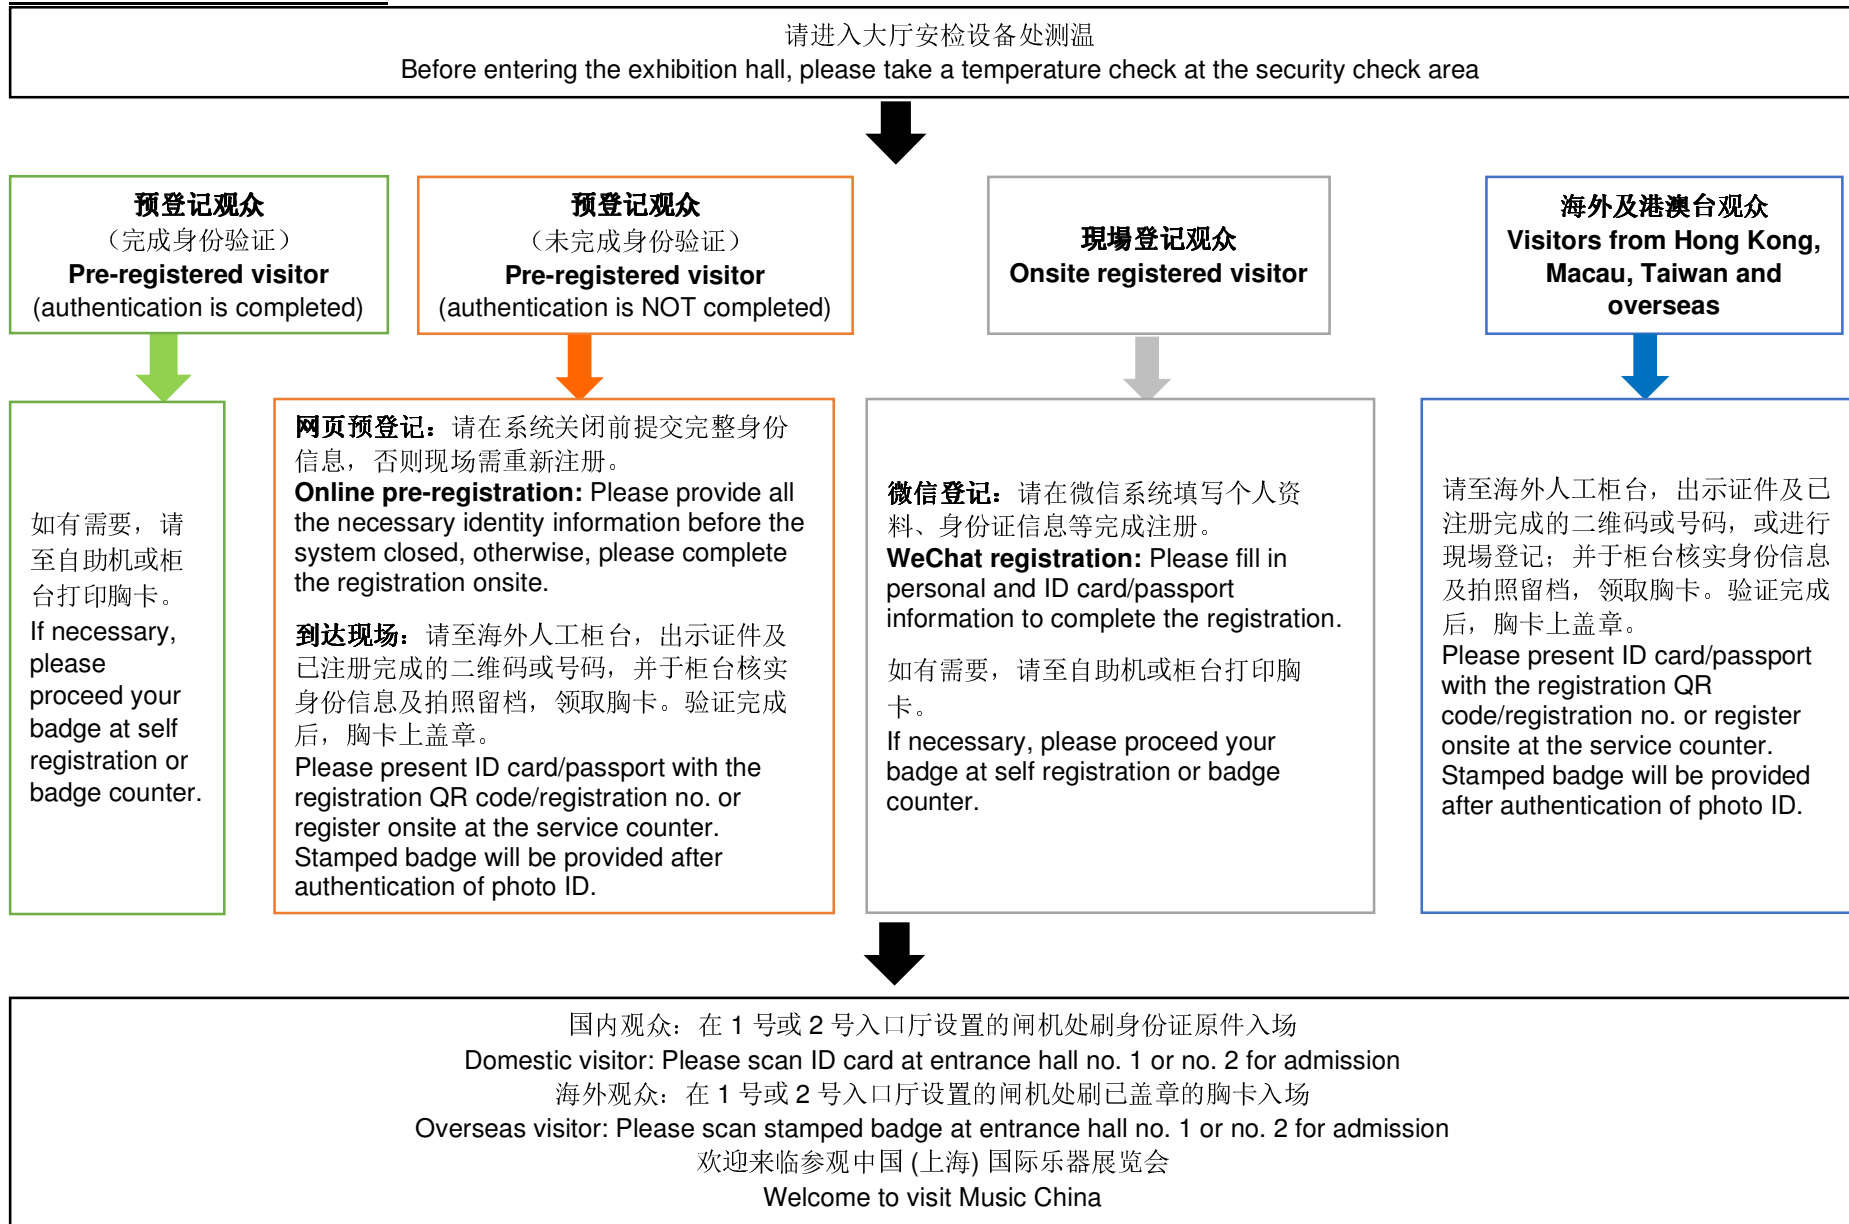 请进入大厅安检设备处测温
Before entering the exhibition hall, please take a temperature check at the security check area
预登记观众
（完成身份验证）
Pre-registered visitor
(authentication is completed)
预登记观众
（未完成身份验证）
Pre-registered visitor
(authentication is NOT completed)
現場登记观众
Onsite registered visitor
海外及港澳台观众
Visitors from Hong Kong,
Macau, Taiwan and
overseas
如有需要，请
至自助机或柜
台打印胸卡。
If necessary,
please
proceed your
badge at self
registration or
badge counter.
网页预登记：请在系统关闭前提交完整身份
信息，否则现场需重新注册。
Online pre-registration: Please provide all
the necessary identity information before the
system closed, otherwise, please complete
the registration onsite.
到达现场：请至海外人工柜台，出示证件及
已注册完成的二维码或号码，并于柜台核实
身份信息及拍照留档，领取胸卡。验证完成
后，胸卡上盖章。
Please present ID card/passport with the
registration QR code/registration no. or
register onsite at the service counter.
Stamped badge will be provided after
authentication of photo ID.
微信登记：请在微信系统填写个人资
料、身份证信息等完成注册。
WeChat registration: Please fill in
personal and ID card/passport
information to complete the registration.
如有需要，请至自助机或柜台打印胸
卡。
If necessary, please proceed your
badge at self registration or badge
counter.
请至海外人工柜台，出示证件及已
注册完成的二维码或号码，或进行
現場登记；并于柜台核实身份信息
及拍照留档，领取胸卡。验证完成
后，胸卡上盖章。
Please present ID card/passport
with the registration QR
code/registration no. or register
onsite at the service counter.
Stamped badge will be provided
after authentication of photo ID.
国内观众：在 1 号或 2 号入口厅设置的闸机处刷身份证原件入场
Domestic visitor: Please scan ID card at entrance hall no. 1 or no. 2 for admission
海外观众：在 1 号或 2 号入口厅设置的闸机处刷已盖章的胸卡入场
Overseas visitor: Please scan stamped badge at entrance hall no. 1 or no. 2 for admission
欢迎来临参观中国 (上海) 国际乐器展览会
Welcome to visit Music China